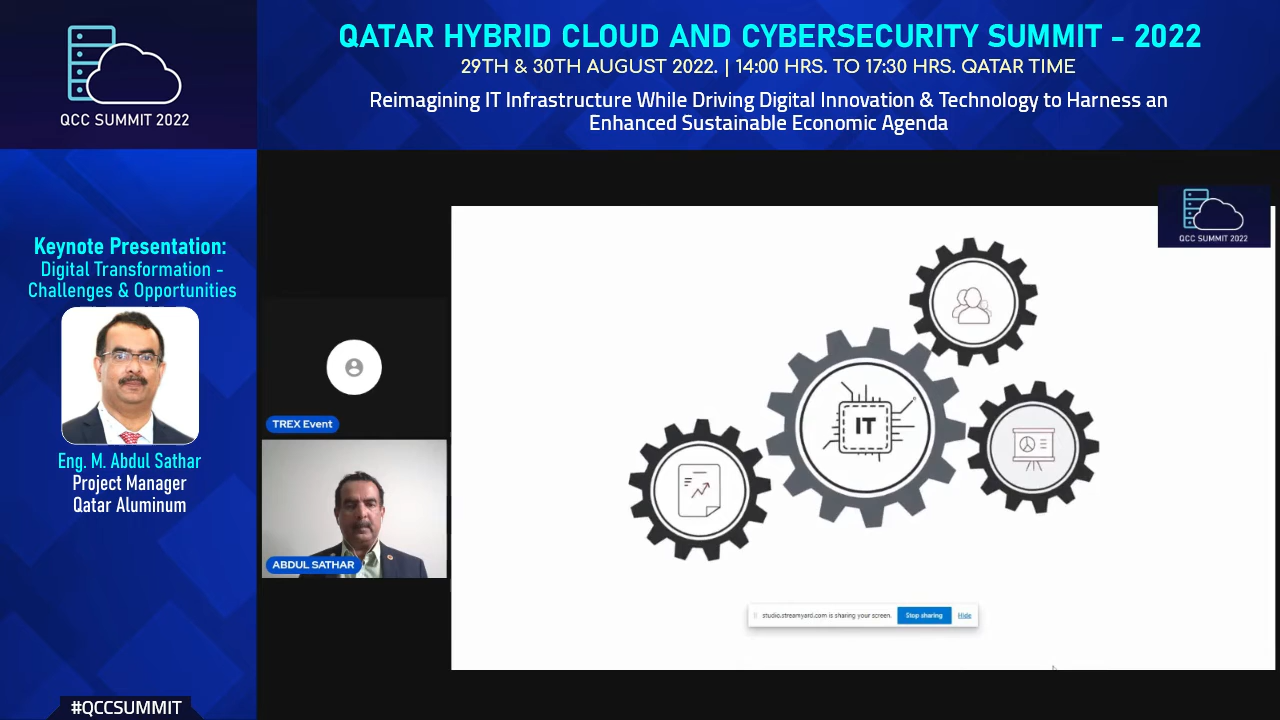 QCC SUMMIT 2022
QATAR HYBRID CLOUD AND CYBERSECURITY SUMMIT - 2022
29TH & 30TH AUGUST 2022. | 14:00 HRS. TO 17:30 HRS. QATAR TIME
Reimagining IT Infrastructure While Driving Digital Innovation & Technology to Harness an
Enhanced Sustainable Economic Agenda
Keynote Presentation:
Digital Transformation -
Challenges & Opportunities
Eng. M. Abdul Sathar
Project Manager
Qatar Aluminum
#QCCSUMMIT
TREX Event
ABDUL SATHAR
QCC SUMMIT 2022
IT
studio.streamyard.com is sharing your screen.
Stop sharing
Hide